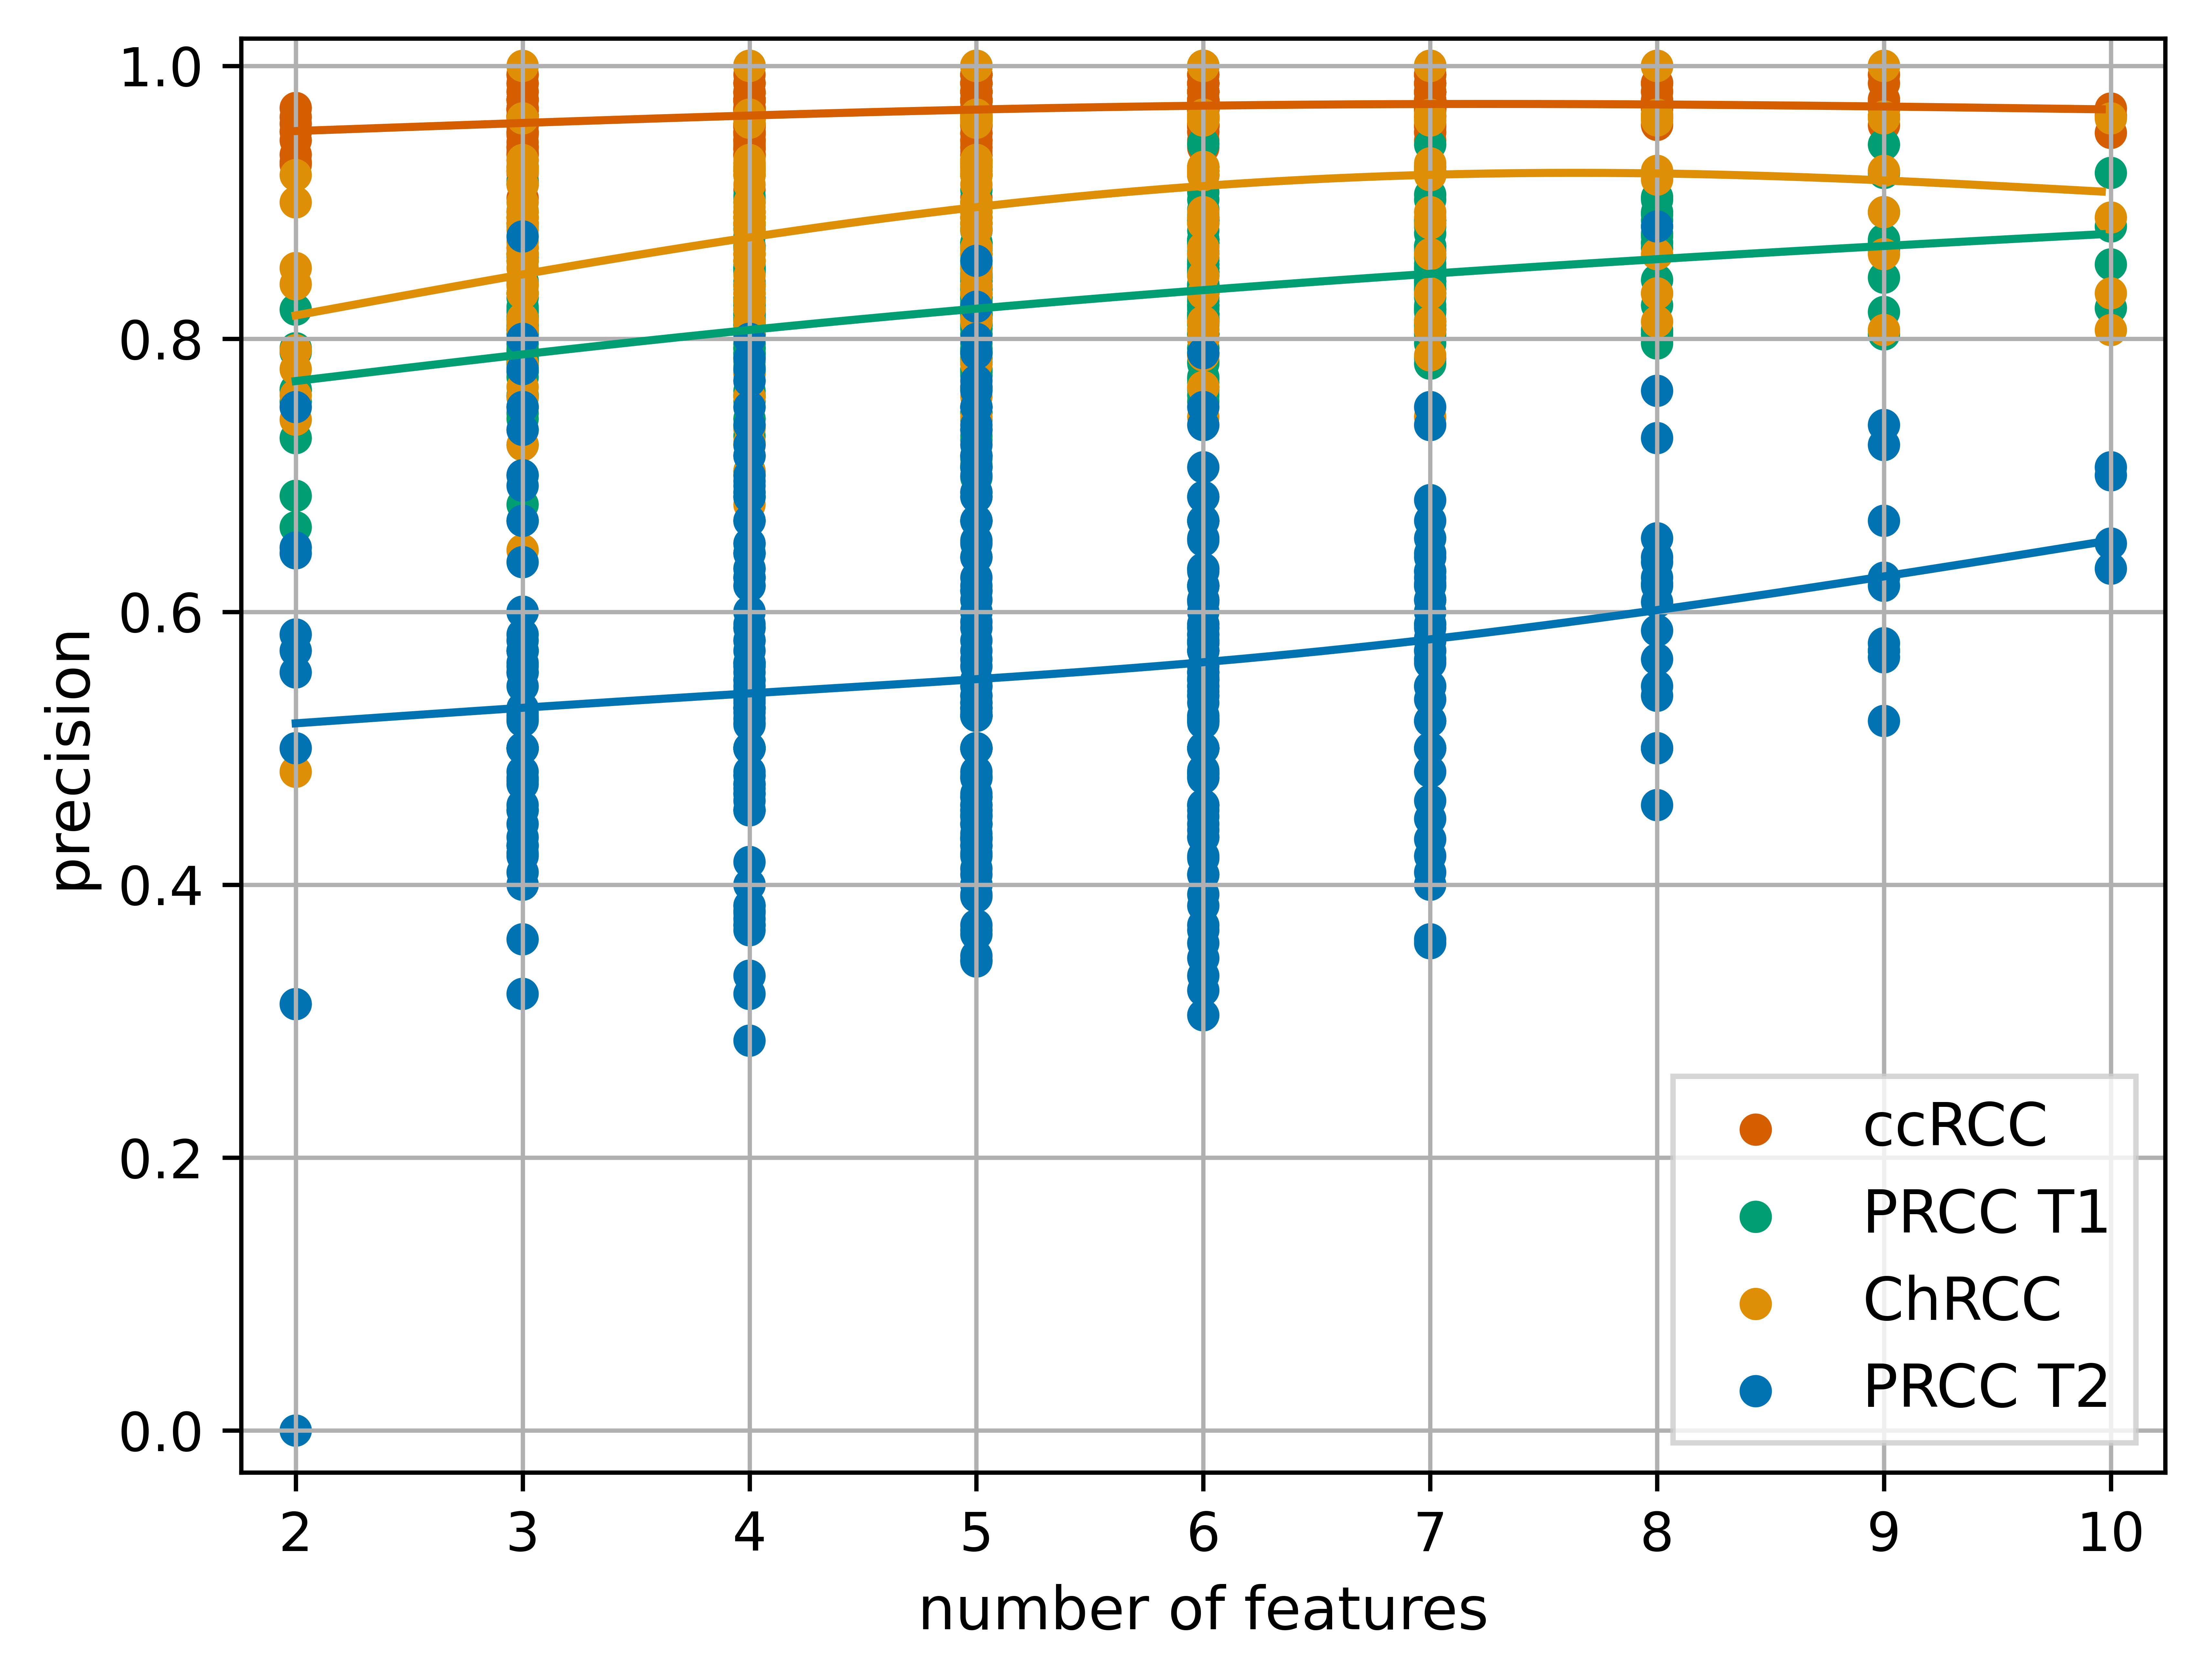 precision
1.0
0.8
0.6
0.4
0.2
0.0
2 3 4 5 6 7 8 9 10
number of features
ccRCC
PRCC T1
ChRCC
PRCC T2